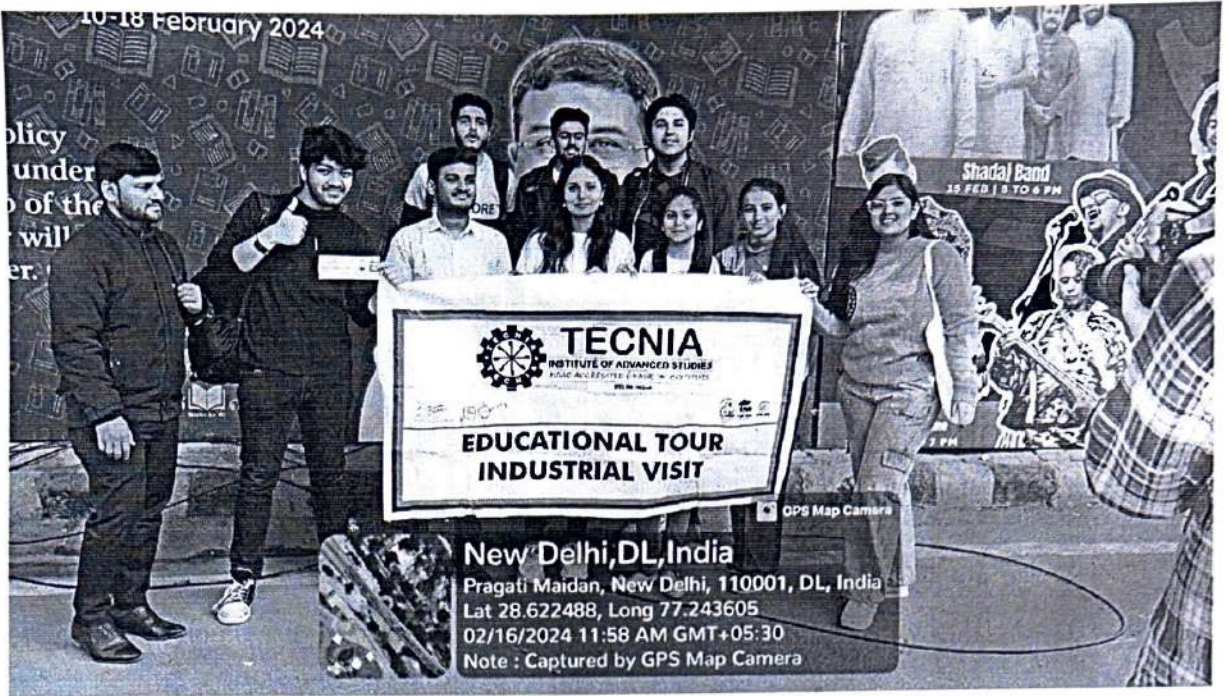 10-18 February 2024
olicy
under
of the
will
er.
Shadaj Band
15 FEB | 5 TO 6 PM
TECNIA
INSTITUTE OF ADVANCED STUDIES
EDUCATIONAL TOUR
INDUSTRIAL VISIT
7 PM
GPS Map Camera
New Delhi,DL,India
Pragati Maidan, New Delhi, 110001, DL, India
Lat 28.622488, Long 77.243605
02/16/2024 11:58 AM GMT+05:30
Note : Captured by GPS Map Camera